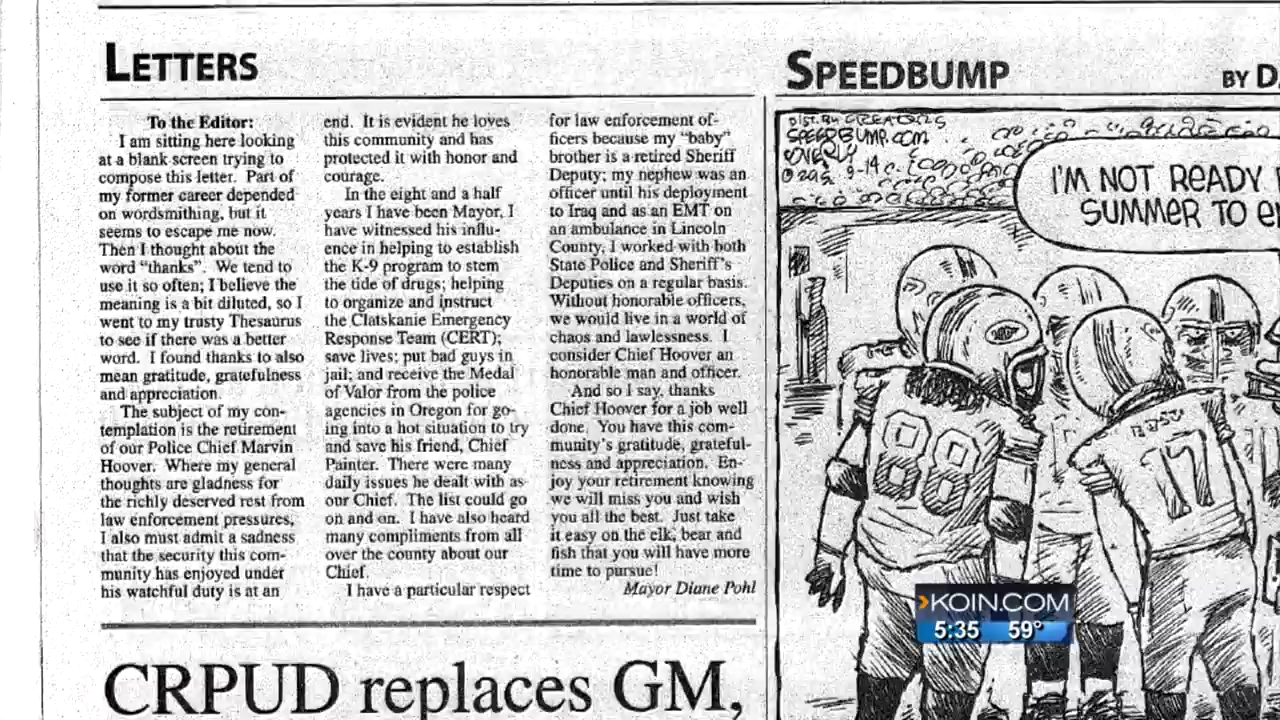 LETTERS
To the Editor:
I am sitting here looking
at a blank screen trying to
compose this letter. Part of
my former career depended
on wordsmithing, but it
seems to escape me now.
Then I thought about the
word “thanks”. We tend to
use it so often; I believe the
meaning is a bit diluted, so I
went to my trusty Thesaurus
to see if there was a better
word. I found thanks to also
mean gratitude, gratefulness
and appreciation.
The subject of my con-
templation is the retirement
of our Police Chief Marvin
Hoover. Where my general
thoughts are gladness for
the richly deserved rest from
law enforcement pressures,
I also must admit a sadness
that the security this com-
munity has enjoyed under
his watchful duty is at an
end. It is evident he loves
this community and has
protected it with honor and
courage.
In the eight and a half
years I have been Mayor, I
have witnessed his influ-
ence in helping to establish
the K-9 program to stem
the tide of drugs; helping
to organize and instruct
the Clatskanie Emergency
Response Team (CERT);
save lives; put bad guys in
jail; and receive the Medal
of Valor from the police
agencies in Oregon for go-
ing into a hot situation to try
and save his friend, Chief
Painter. There were many
daily issues he dealt with as
our Chief. The list could go
on and on. I have also heard
many compliments from all
over the county about our
Chief.
I have a particular respect
for law enforcement of-
ficers because my “baby”
brother is a retired Sheriff
Deputy; my nephew was an
officer until his deployment
to Iraq and as an EMT on
an ambulance in Lincoln
County, I worked with both
State Police and Sheriff's
Deputies on a regular basis.
Without honorable officers,
we would live in a world of
chaos and lawlessness. I
consider Chief Hoover an
honorable man and officer.
And so I say, thanks
Chief Hoover for a job well
done. You have this com-
munity's gratitude, grateful-
ness and appreciation. En-
joy your retirement knowing
we will miss you and wish
you all the best. Just take
it easy on the elk, bear and
fish that you will have more
time to pursue!
Mayor Diane Pohl
CRPUD replaces GM,
SPEEDBUMP
BY D
DIST. BY CREATORS
SPEEDBUMP.COM
9-14
I'M NOT READY
SUMMER TO
88
17
KOIN.COM
5:35 59°